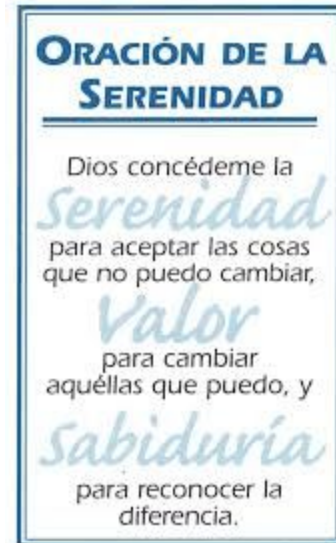 ORACIÓN DE LA
SERENIDAD
Dios concédeme la
Serenidad
para aceptar las cosas
que no puedo cambiar,
Valor
para cambiar
aquéllas que puedo, y
Sabiduría
para reconocer la
diferencia.